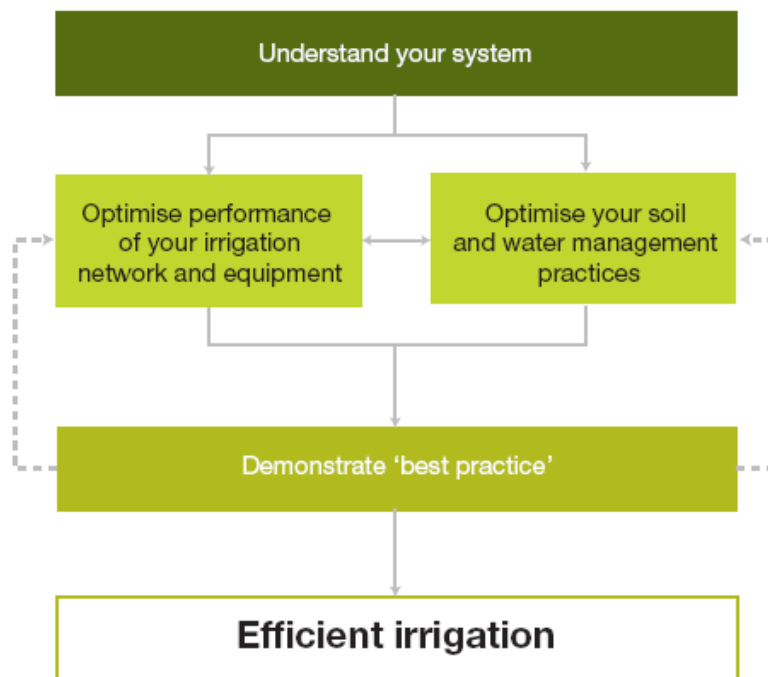 Understand your system
Optimise performance
of your irrigation
network and equipment
Optimise your soil
and water management
practices
Demonstrate ‘best practice’
Efficient irrigation